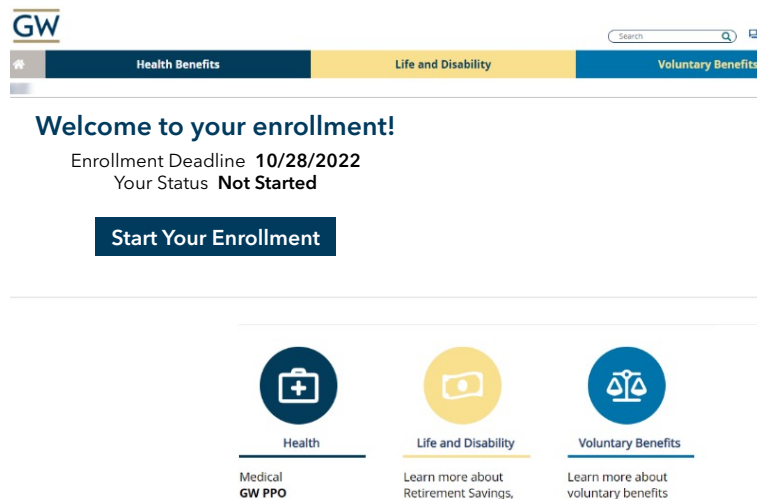 GW
Search
Health Benefits
Life and Disability
Voluntary Benefits
Welcome to your enrollment!
Enrollment Deadline 10/28/2022
Your Status Not Started
Start Your Enrollment
Health
Life and Disability
Voluntary Benefits
Medical
GW PPO
Learn more about
Retirement Savings,
Learn more about
voluntary benefits